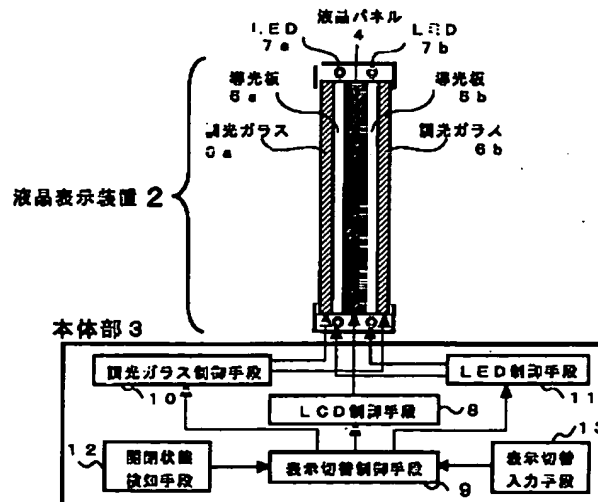 液晶パネル
4
LED
7a
LED
7b
導光板
5a
導光板
5b
調光ガラス
6a
調光ガラス
6b
液晶表示装置2
本体部3
調光ガラス制御手段
10
LED制御手段
11
LCD制御手段
8
12
開閉状態
検知手段
表示切替制御手段
9
13
表示切替
入力手段